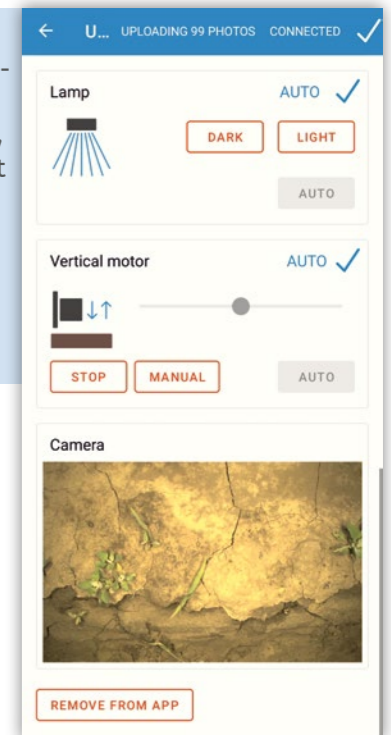 U... UPLOADING 99 PHOTOS CONNECTED
Lamp AUTO
DARK LIGHT
AUTO
Vertical motor AUTO
STOP MANUAL AUTO
Camera
REMOVE FROM APP